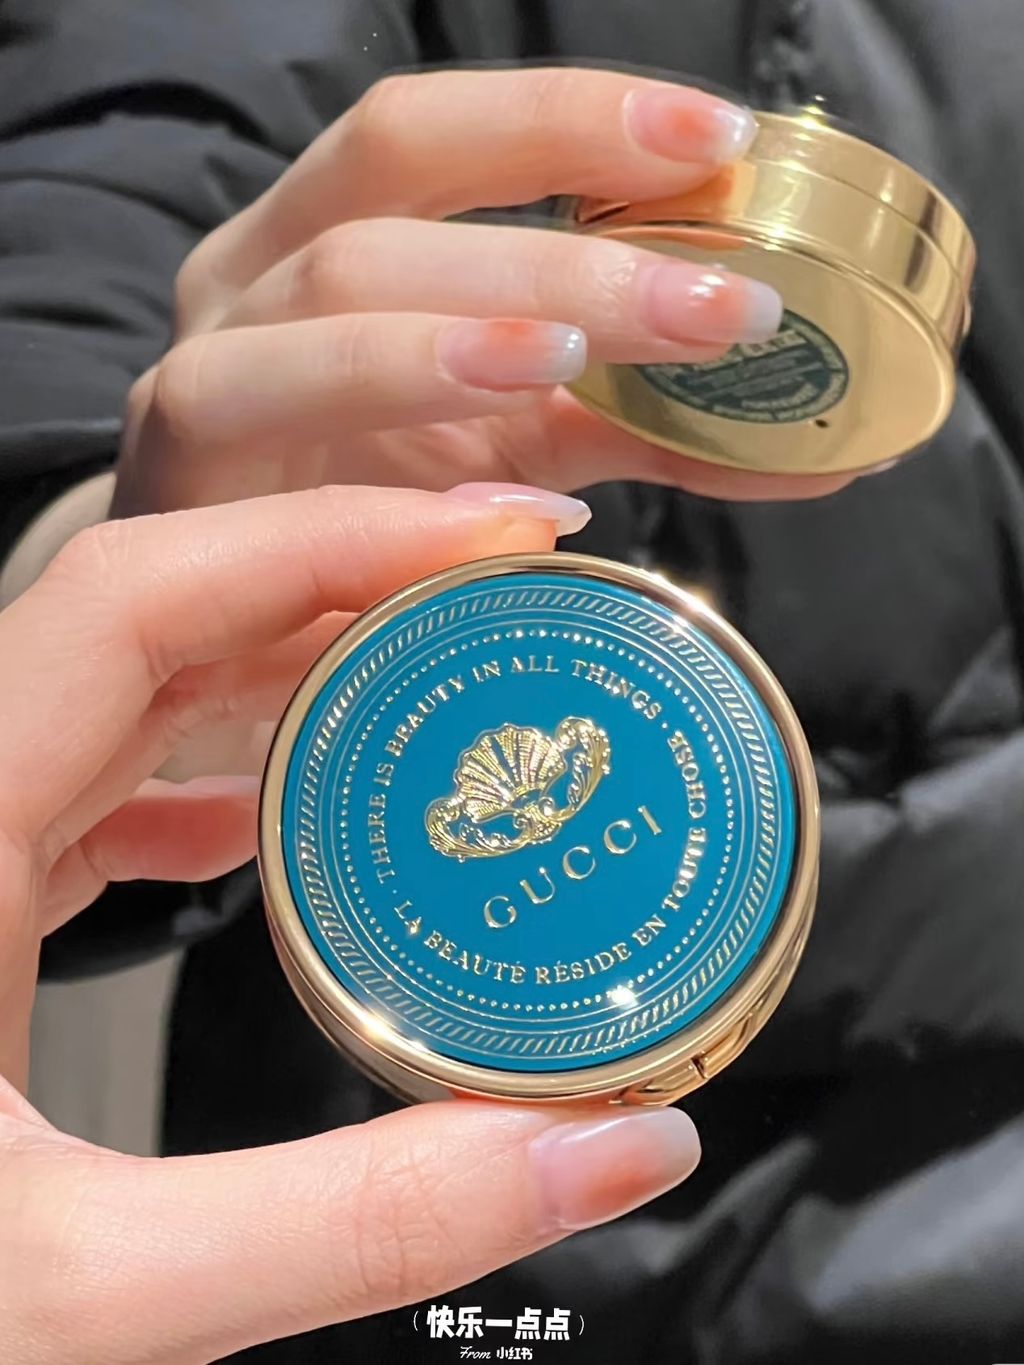 THERE IS BEAUTY IN ALL THINGS ·
GUCCI
LA BEAUTÉ RÉSIDE EN TOUTE CHOSE ·
(快乐一点点)
From 小红书